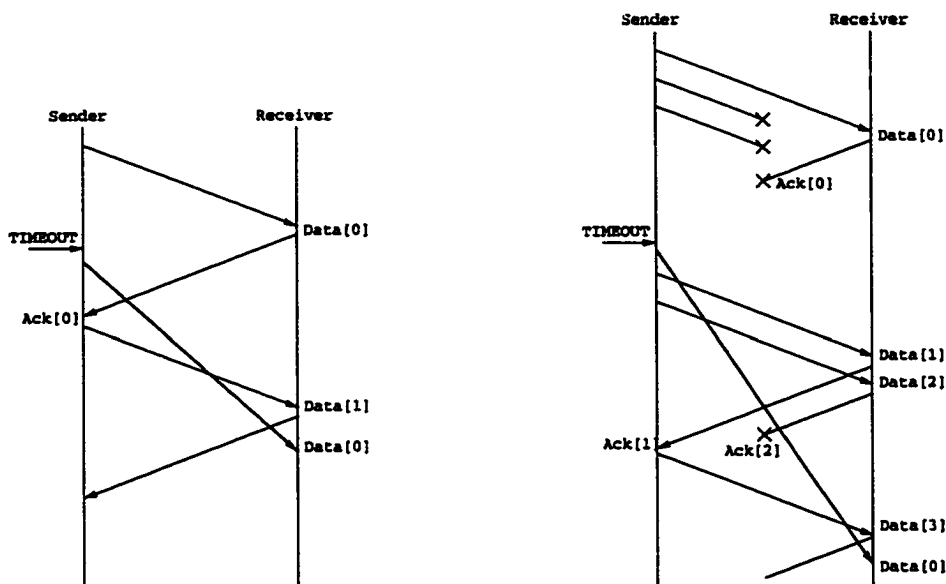 Sender
Receiver
Data[0]
TIMEOUT
Ack[0]
Data[1]
Data[0]
Sender
Receiver
Data[0]
Ack[0]
TIMEOUT
Data[1]
Data[2]
Ack[1]
Ack[2]
Data[3]
Data[0]